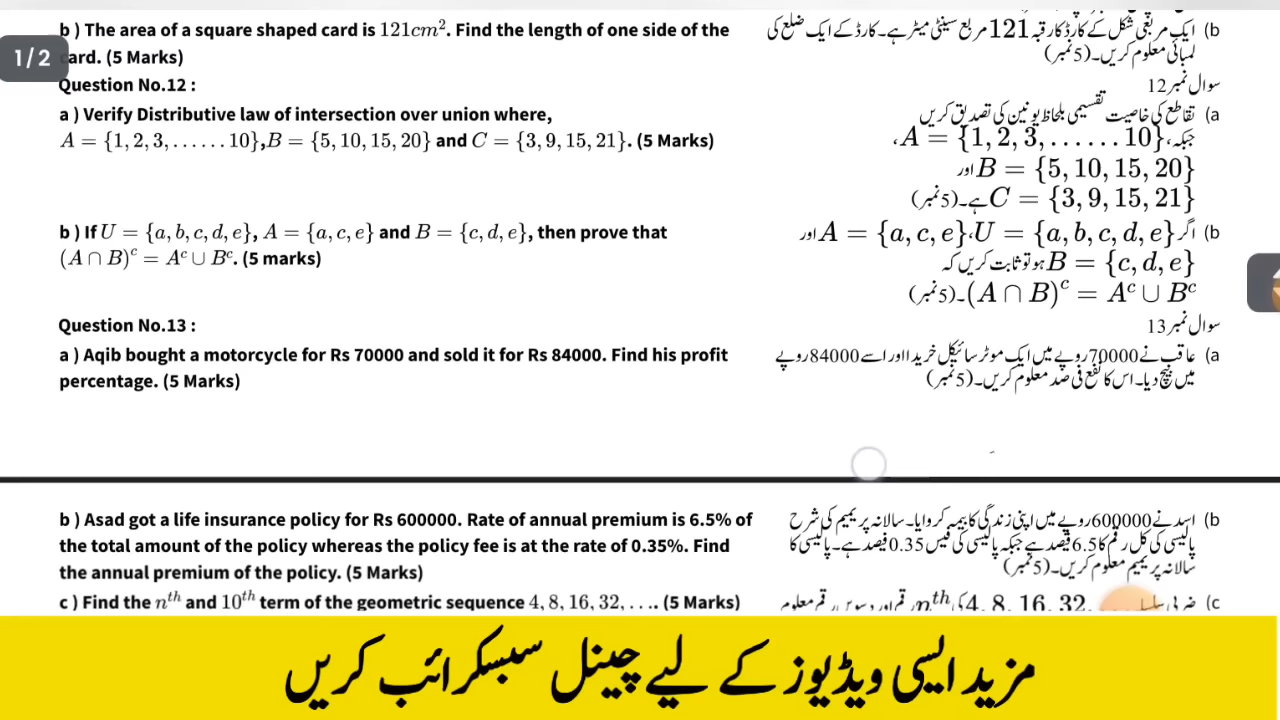 b ) The area of a square shaped card is 121cm². Find the length of one side of the
card. (5 Marks)
1/2
Question No.12 :
a ) Verify Distributive law of intersection over union where,
A = {1, 2, 3, . . . . . . 10},B = {5, 10, 15, 20} and C = {3, 9, 15, 21}. (5 Marks)
b ) If U = {a, b, c, d, e}, A = {a, c, e} and B = {c, d, e}, then prove that
(A ∩ B)ᶜ = Aᶜ ∪ Bᶜ. (5 marks)
Question No.13 :
a ) Aqib bought a motorcycle for Rs 70000 and sold it for Rs 84000. Find his profit
percentage. (5 Marks)
b ) Asad got a life insurance policy for Rs 600000. Rate of annual premium is 6.5% of
the total amount of the policy whereas the policy fee is at the rate of 0.35%. Find
the annual premium of the policy. (5 Marks)
c ) Find the nᵗʰ and 10ᵗʰ term of the geometric sequence 4, 8, 16, 32, . . .. (5 Marks)
b) ایک مربعی شکل کے کارڈ کا رقبہ 121 مربع سینٹی میٹر ہے۔ کارڈ کے ایک ضلع کی
لمبائی معلوم کریں۔ (5 نمبر)
سوال نمبر 12
a) تقاطع کی خاصیت تقسیمی بلحاظ یونین کی تصدیق کریں
جبکہ، A = {1, 2, 3, . . . . . . 10}،
B = {5, 10, 15, 20} اور
C = {3, 9, 15, 21} ہے۔ (5 نمبر)
b) اگر U = {a, b, c, d, e}، A = {a, c, e} اور
B = {c, d, e} ہو تو ثابت کریں کہ
(A ∩ B)ᶜ = Aᶜ ∪ Bᶜ۔ (5 نمبر)
سوال نمبر 13
a) عاقب نے 70000 روپے میں ایک موٹر سائیکل خریدا اور اسے 84000 روپے
میں بیچ دیا۔ اس کا نفع فی صد معلوم کریں۔ (5 نمبر)
b) اسد نے 600000 روپے میں اپنی زندگی کا بیمہ کروایا۔ سالانہ پریمیم کی شرح
پالیسی کی کل رقم کا 6.5 فیصد ہے جبکہ پالیسی کی فیس 0.35 فیصد ہے۔ پالیسی کا
سالانہ پریمیم معلوم کریں۔ (5 نمبر)
c) ضربی 4, 8, 16, 32, کی nᵗʰ رقم اور دسویں رقم معلوم
مزید ایسی ویڈیوز کے لیے چینل سبسکرائب کریں